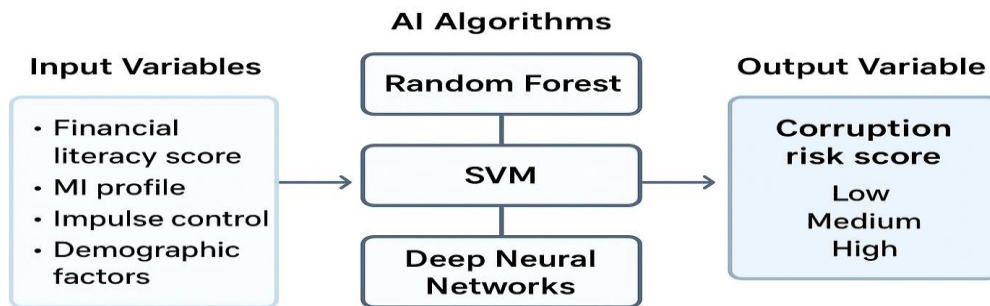 AI Algorithms
Input Variables
• Financial
literacy score
• MI profile
• Impulse control
• Demographic
factors
Random Forest
SVM
Deep Neural
Networks
Output Variable
Corruption
risk score
Low
Medium
High